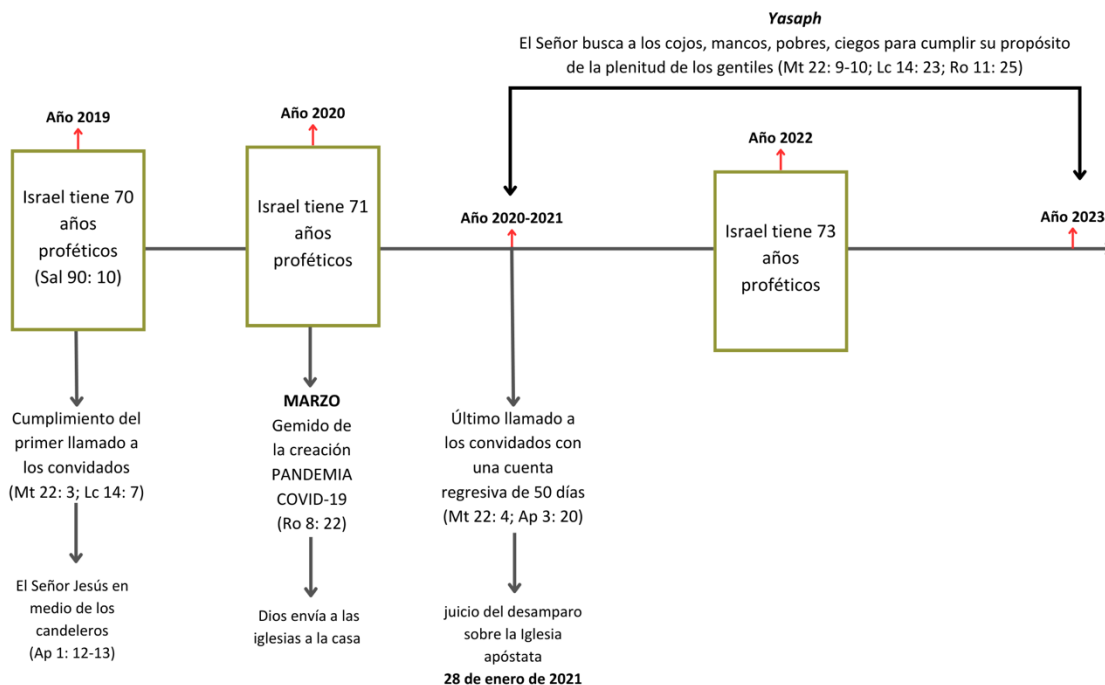 Yasaph
El Señor busca a los cojos, mancos, pobres, ciegos para cumplir su propósito
de la plenitud de los gentiles (Mt 22: 9-10; Lc 14: 23; Ro 11: 25)
Año 2019
Israel tiene 70
años
proféticos
(Sal 90: 10)
Cumplimiento del
primer llamado a
los convidados
(Mt 22: 3; Lc 14: 7)
El Señor Jesús en
medio de los
candeleros
(Ap 1: 12-13)
Año 2020
Israel tiene 71
años
proféticos
MARZO
Gemido de
la creación
PANDEMIA
COVID-19
(Ro 8: 22)
Dios envía a las
iglesias a la casa
Año 2020-2021
Último llamado a
los convidados con
una cuenta
regresiva de 50 días
(Mt 22: 4; Ap 3: 20)
juicio del desamparo
sobre la Iglesia
apóstata
28 de enero de 2021
Año 2022
Israel tiene 73
años
proféticos
Año 2023